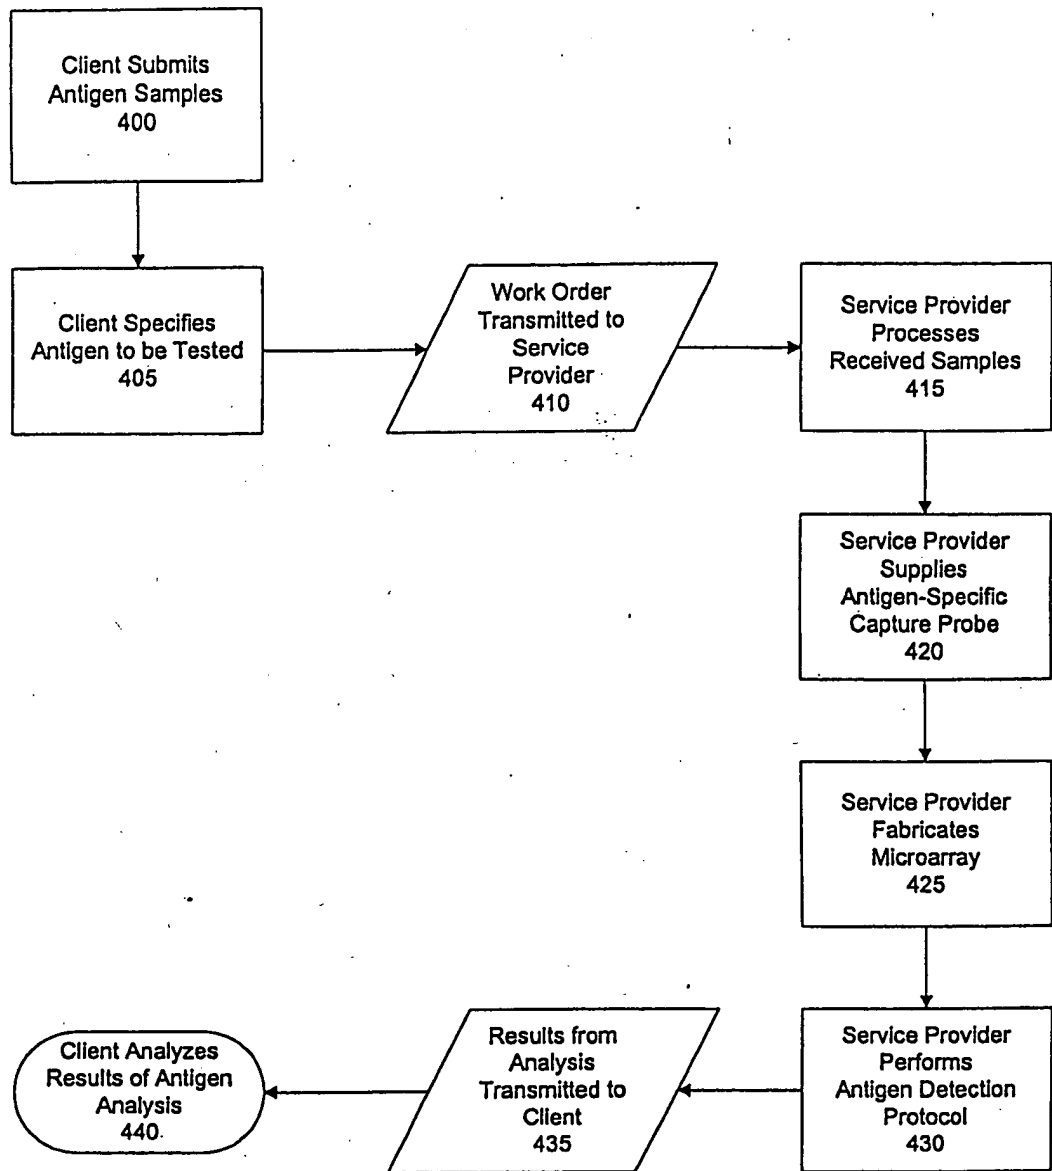 Client Submits
Antigen Samples
400
Client Specifies
Antigen to be Tested
405
Work Order
Transmitted to
Service
Provider
410
Service Provider
Processes
Received Samples
415
Service Provider
Supplies
Antigen-Specific
Capture Probe
420
Service Provider
Fabricates
Microarray
425
Service Provider
Performs
Antigen Detection
Protocol
430
Results from
Analysis
Transmitted to
Client
435
Client Analyzes
Results of Antigen
Analysis
440